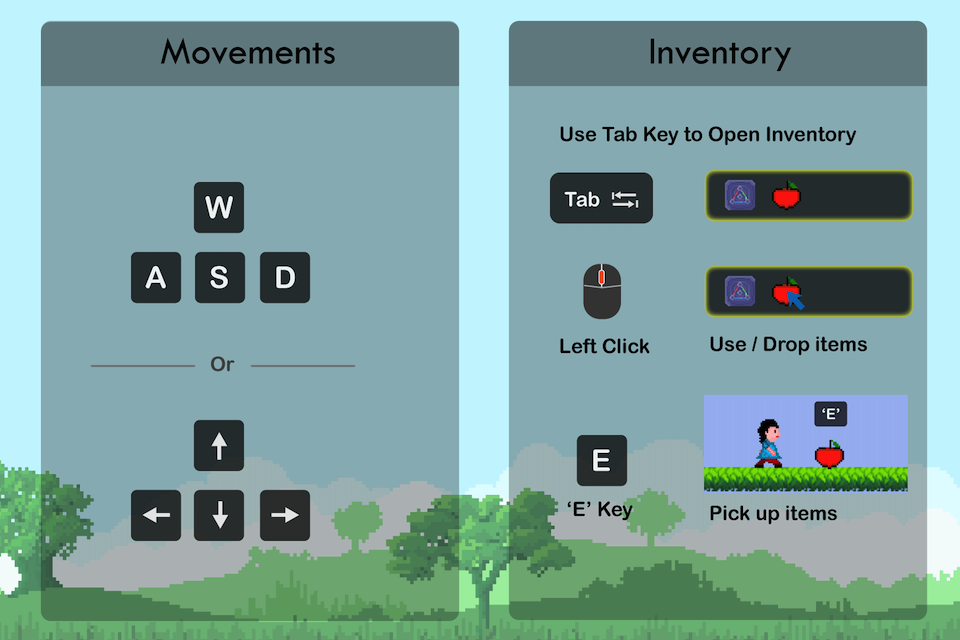 Movements
W
A S D
Or
↑
← ↓ →
Inventory
Use Tab Key to Open Inventory
Tab
Left Click
Use / Drop items
‘E’
E
‘E’ Key
Pick up items